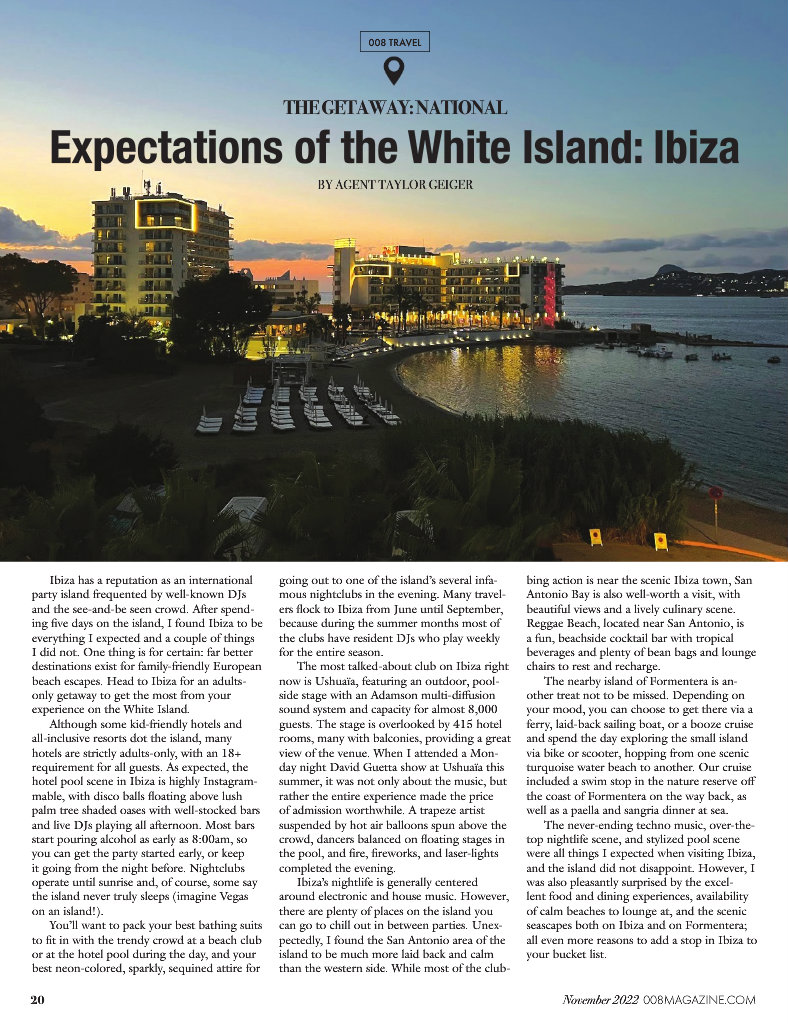 008 TRAVEL
THE GETAWAY: NATIONAL
Expectations of the White Island: Ibiza
BY AGENT TAYLOR GEIGER
Ibiza has a reputation as an international
party island frequented by well-known DJs
and the see-and-be seen crowd. After spend-
ing five days on the island, I found Ibiza to be
everything I expected and a couple of things
I did not. One thing is for certain: far better
destinations exist for family-friendly European
beach escapes. Head to Ibiza for an adults-
only getaway to get the most from your
experience on the White Island.
Although some kid-friendly hotels and
all-inclusive resorts dot the island, many
hotels are strictly adults-only, with an 18+
requirement for all guests. As expected, the
hotel pool scene in Ibiza is highly Instagram-
mable, with disco balls floating above lush
palm tree shaded oases with well-stocked bars
and live DJs playing all afternoon. Most bars
start pouring alcohol as early as 8:00am, so
you can get the party started early, or keep
it going from the night before. Nightclubs
operate until sunrise and, of course, some say
the island never truly sleeps (imagine Vegas
on an island!).
You'll want to pack your best bathing suits
to fit in with the trendy crowd at a beach club
or at the hotel pool during the day, and your
best neon-colored, sparkly, sequined attire for
going out to one of the island's several infa-
mous nightclubs in the evening. Many travel-
ers flock to Ibiza from June until September,
because during the summer months most of
the clubs have resident DJs who play weekly
for the entire season.
The most talked-about club on Ibiza right
now is Ushuaïa, featuring an outdoor, pool-
side stage with an Adamson multi-diffusion
sound system and capacity for almost 8,000
guests. The stage is overlooked by 415 hotel
rooms, many with balconies, providing a great
view of the venue. When I attended a Mon-
day night David Guetta show at Ushuaïa this
summer, it was not only about the music, but
rather the entire experience made the price
of admission worthwhile. A trapeze artist
suspended by hot air balloons spun above the
crowd, dancers balanced on floating stages in
the pool, and fire, fireworks, and laser-lights
completed the evening.
Ibiza's nightlife is generally centered
around electronic and house music. However,
there are plenty of places on the island you
can go to chill out in between parties. Unex-
pectedly, I found the San Antonio area of the
island to be much more laid back and calm
than the western side. While most of the club-
bing action is near the scenic Ibiza town, San
Antonio Bay is also well-worth a visit, with
beautiful views and a lively culinary scene.
Reggae Beach, located near San Antonio, is
a fun, beachside cocktail bar with tropical
beverages and plenty of bean bags and lounge
chairs to rest and recharge.
The nearby island of Formentera is an-
other treat not to be missed. Depending on
your mood, you can choose to get there via a
ferry, laid-back sailing boat, or a booze cruise
and spend the day exploring the small island
via bike or scooter, hopping from one scenic
turquoise water beach to another. Our cruise
included a swim stop in the nature reserve off
the coast of Formentera on the way back, as
well as a paella and sangria dinner at sea.
The never-ending techno music, over-the-
top nightlife scene, and stylized pool scene
were all things I expected when visiting Ibiza,
and the island did not disappoint. However, I
was also pleasantly surprised by the excel-
lent food and dining experiences, availability
of calm beaches to lounge at, and the scenic
seascapes both on Ibiza and on Formentera;
all even more reasons to add a stop in Ibiza to
your bucket list.
20
November 2022 008MAGAZINE.COM